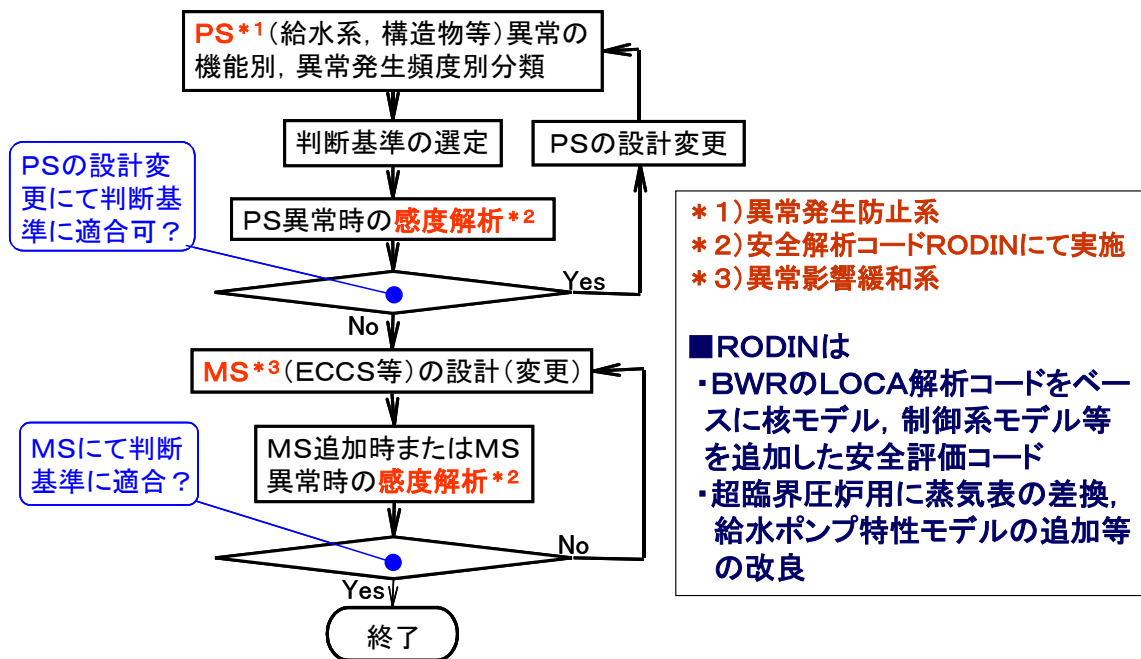 PS*1(給水系，構造物等)異常の
機能別，異常発生頻度別分類
判断基準の選定
PSの設計変更
PSの設計変
更にて判断基
準に適合可？
PS異常時の感度解析*2
Yes
No
MS*3(ECCS等)の設計(変更)
MSにて判断
基準に適合？
MS追加時またはMS
異常時の感度解析*2
No
Yes
終了
＊1)異常発生防止系
＊2)安全解析コードRODINにて実施
＊3)異常影響緩和系
■RODINは
・BWRのLOCA解析コードをベー
スに核モデル，制御系モデル等
を追加した安全評価コード
・超臨界圧炉用に蒸気表の差換，
給水ポンプ特性モデルの追加等
の改良